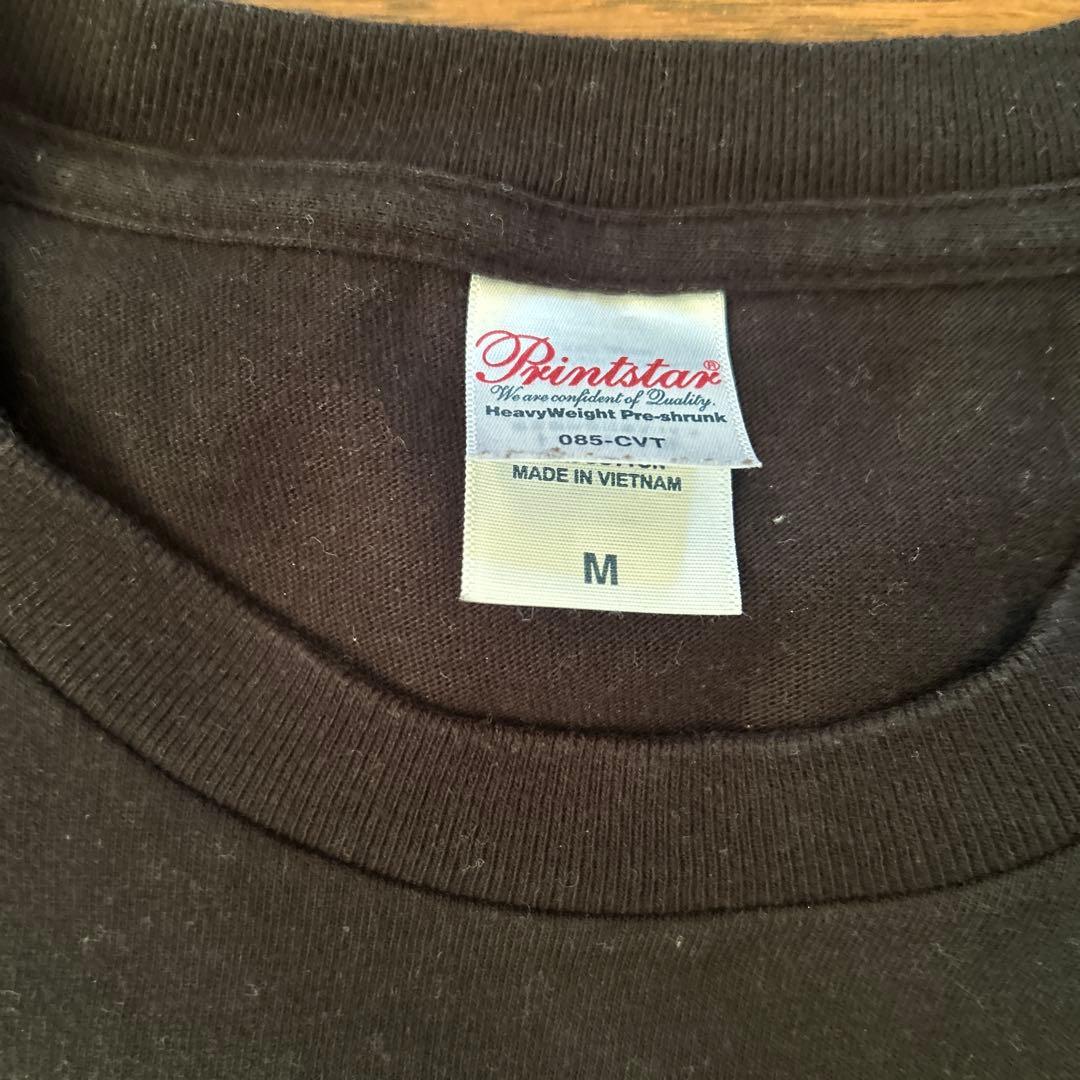 Printstar®
We are confident of Quality.
HeavyWeight Pre-shrunk
085-CVT
MADE IN VIETNAM
M